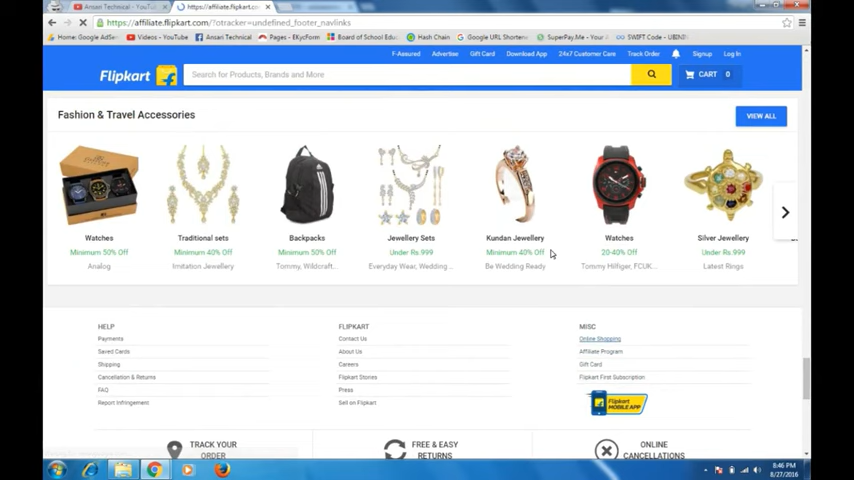 Ansari Technical - YouTube
https://affiliate.flipkart.com
https://affiliate.flipkart.com/?otracker=undefined_footer_navlinks
Home: Google AdSe
Videos - YouTube
Ansari Technical
Pages - EKycForm
Board of School Educ
Hash Chain
Google URL Shortene
SuperPay.Me - Your
SWIFT Code - UBIND
F-Assured
Advertise
Gift Card
Download App
24x7 Customer Care
Track Order
Signup
Log In
Flipkart
Search for Products, Brands and More
CART 0
Fashion & Travel Accessories
VIEW ALL
Watches
Traditional sets
Backpacks
Jewellery Sets
Kundan Jewellery
Watches
Silver Jewellery
Minimum 50% Off
Minimum 40% Off
Minimum 50% Off
Under Rs.999
Minimum 40% Off
20-40% Off
Under Rs.999
Analog
Imitation Jewellery
Tommy, Wildcraft...
Everyday Wear, Wedding ...
Be Wedding Ready
Tommy Hilfiger, FCUK...
Latest Rings
HELP
FLIPKART
MISC
Payments
Contact Us
Online Shopping
Saved Cards
About Us
Affiliate Program
Shipping
Careers
Gift Card
Cancellation & Returns
Flipkart Stories
Flipkart First Subscription
FAQ
Press
Report Infringement
Sell on Flipkart
Flipkart
MOBILE APP
TRACK YOUR
ORDER
FREE & EASY
RETURNS
ONLINE
CANCELLATIONS
8:46 PM
8/27/2016